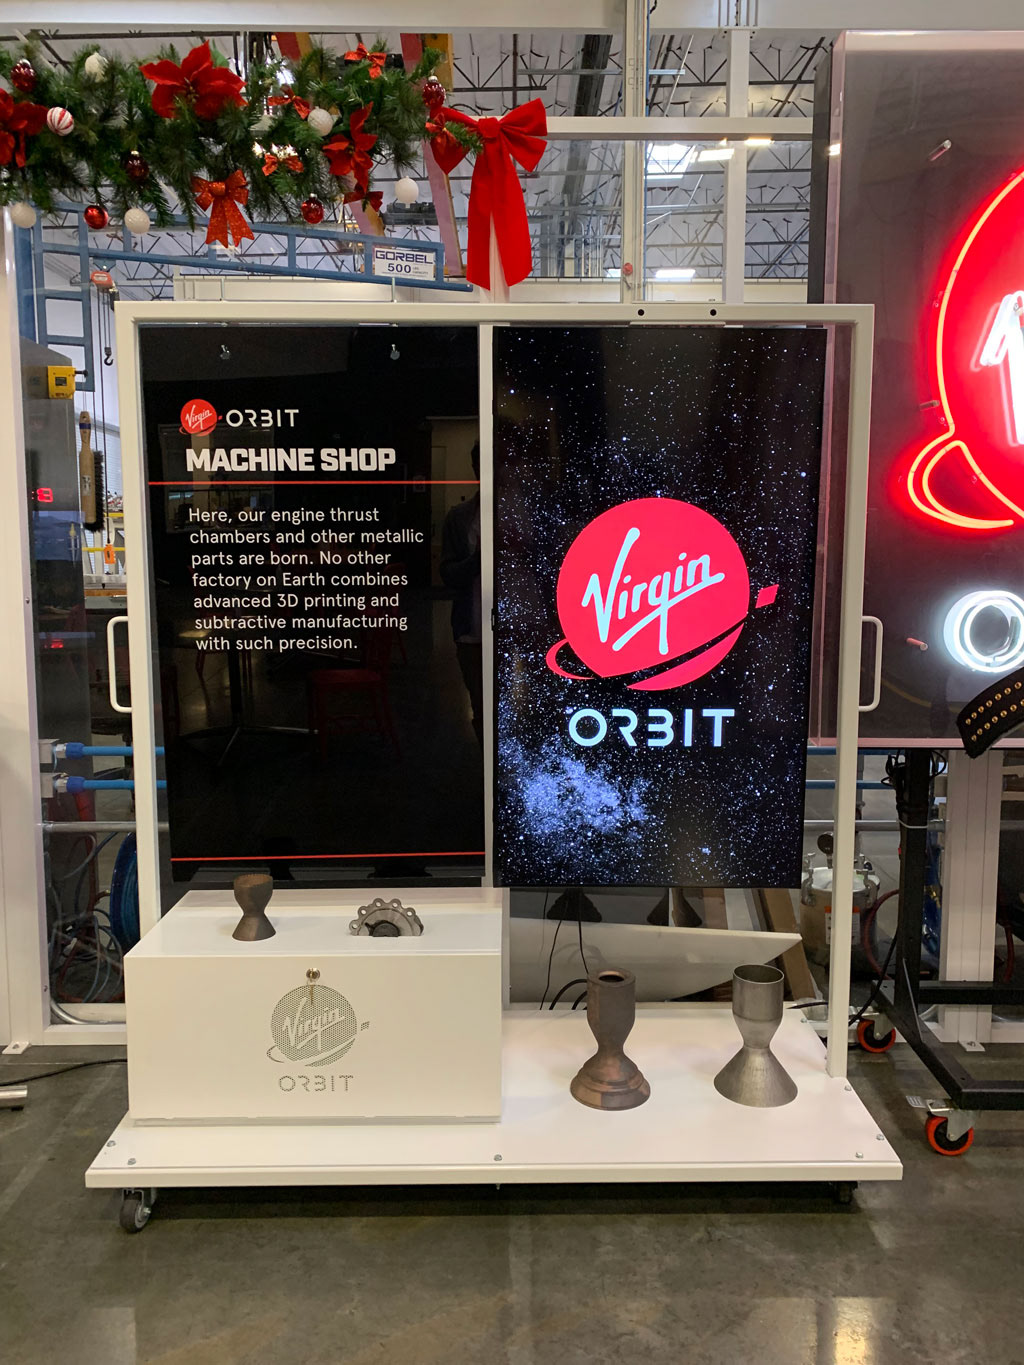 GORBEL
500
Virgin ORBIT
MACHINE SHOP
Here, our engine thrust
chambers and other metallic
parts are born. No other
factory on Earth combines
advanced 3D printing and
subtractive manufacturing
with such precision.
Virgin
ORBIT
Virgin
ORBIT